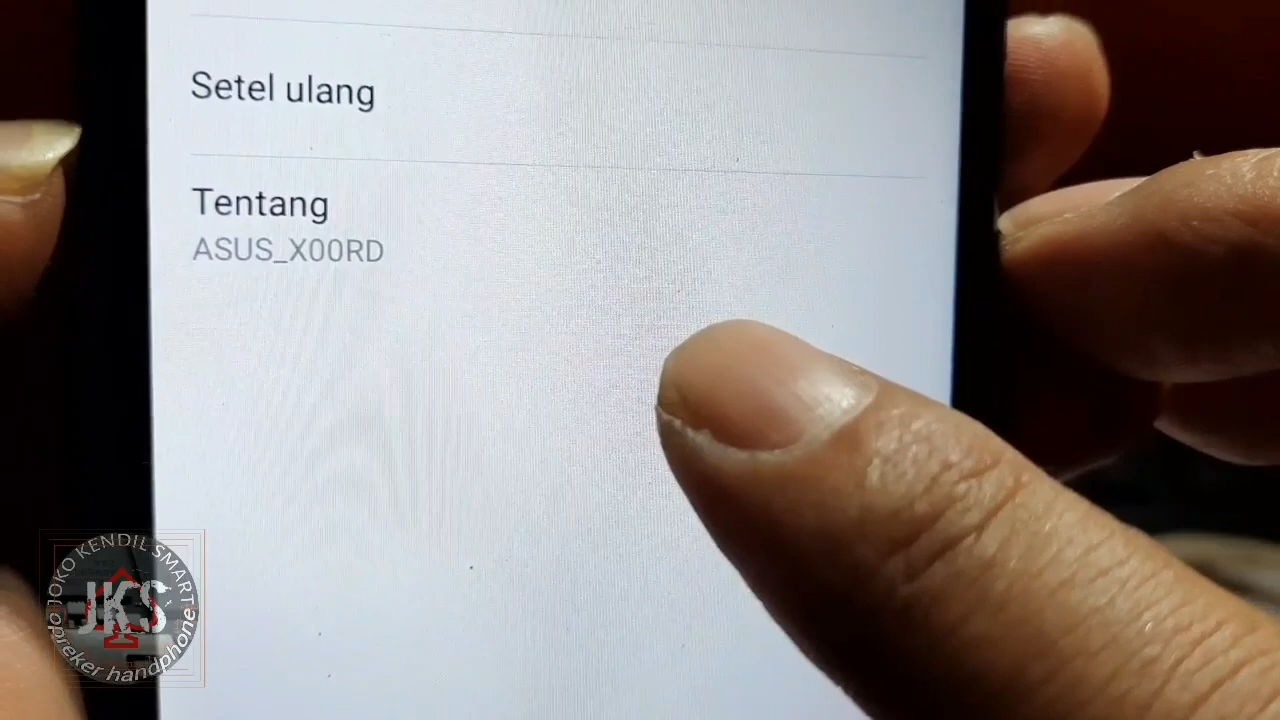 Setel ulang
Tentang
ASUS_X00RD
JOKO KENDIL SMART
JKS
opreker handphone